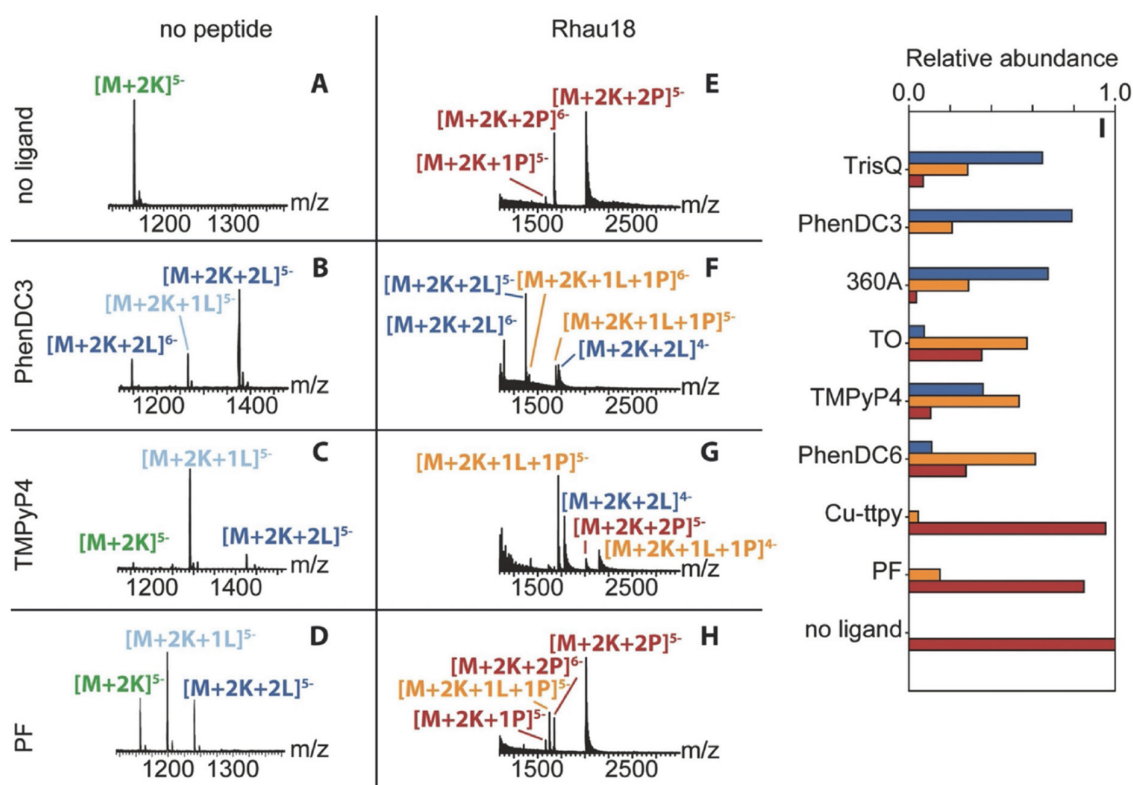 no peptide
Rhau18
no ligand
A
[M+2K]5-
1200 1300 m/z
E
[M+2K+2P]5-
[M+2K+2P]6-
[M+2K+1P]5-
1500 2500 m/z
PhenDC3
B
[M+2K+2L]5-
[M+2K+1L]5-
[M+2K+2L]6-
1200 1400 m/z
F
[M+2K+2L]5-
[M+2K+1L+1P]6-
[M+2K+2L]6-
[M+2K+1L+1P]5-
[M+2K+2L]4-
1500 2500 m/z
TMPyP4
C
[M+2K+1L]5-
[M+2K]5-
[M+2K+2L]5-
1200 1400 m/z
G
[M+2K+1L+1P]5-
[M+2K+2L]4-
[M+2K+2P]5-
[M+2K+1L+1P]4-
1500 2500 m/z
PF
D
[M+2K+1L]5-
[M+2K]5-
[M+2K+2L]5-
1200 1300 m/z
H
[M+2K+2P]5-
[M+2K+2P]6-
[M+2K+1L+1P]5-
[M+2K+1P]5-
1500 2500 m/z
Relative abundance
0.0 1.0
I
TrisQ
PhenDC3
360A
TO
TMPyP4
PhenDC6
Cu-ttpy
PF
no ligand